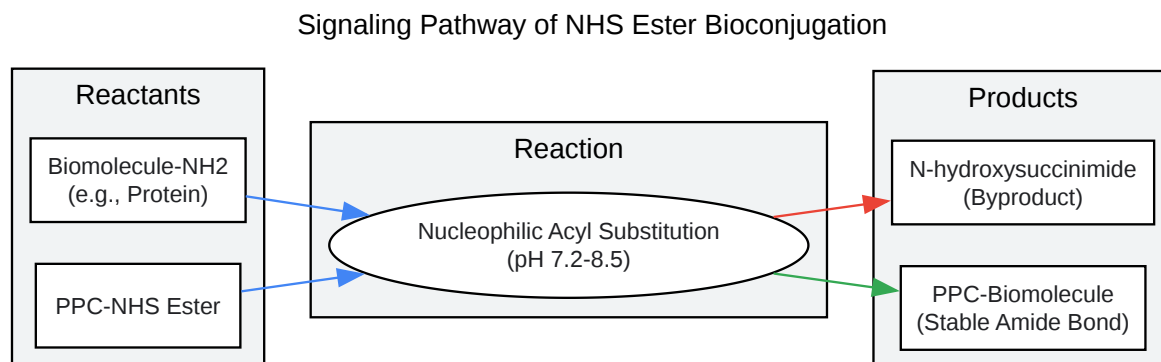 Signaling Pathway of NHS Ester Bioconjugation
Reactants
Biomolecule-NH2
(e.g., Protein)
PPC-NHS Ester
Reaction
Nucleophilic Acyl Substitution
(pH 7.2-8.5)
Products
N-hydroxysuccinimide
(Byproduct)
PPC-Biomolecule
(Stable Amide Bond)